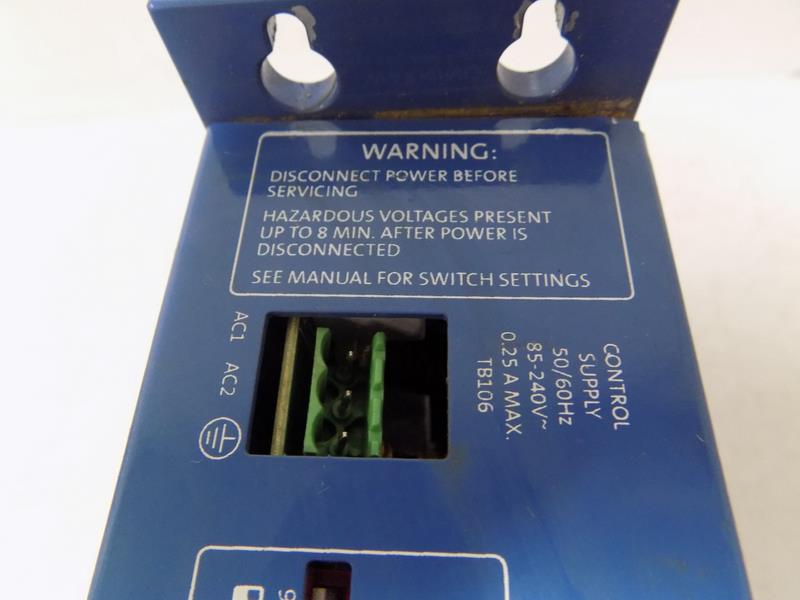 WARNING:
DISCONNECT POWER BEFORE
SERVICING
HAZARDOUS VOLTAGES PRESENT
UP TO 8 MIN. AFTER POWER IS
DISCONNECTED
SEE MANUAL FOR SWITCH SETTINGS
AC1 AC2
CONTROL
SUPPLY
50/60Hz
85-240V~
0.25 A MAX.
TB106